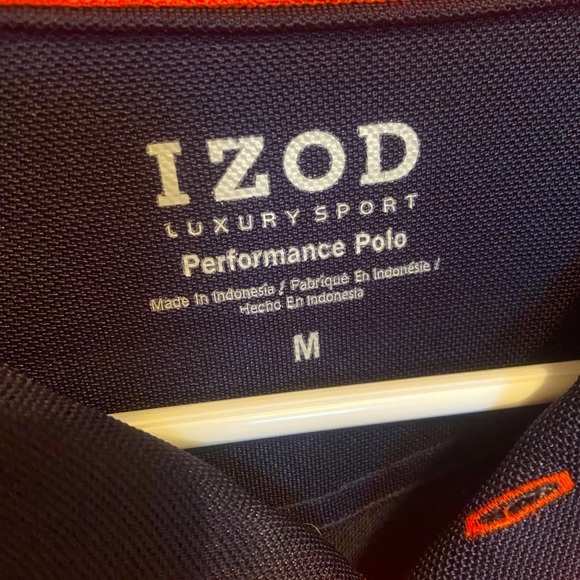 IZOD
LUXURY SPORT
Performance Polo
Made In Indonesia / Fabriqué En Indonésie /
Hecho En Indonesia
M